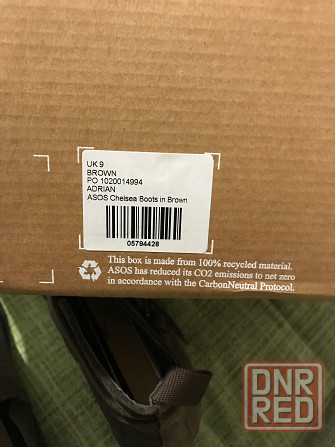 UK 9
BROWN
PO 1020014994
ADRIAN
ASOS Chelsea Boots in Brown
05794428
This box is made from 100% recycled material.
ASOS has reduced its CO2 emissions to net zero
in accordance with the CarbonNeutral Protocol.
DNR
RED